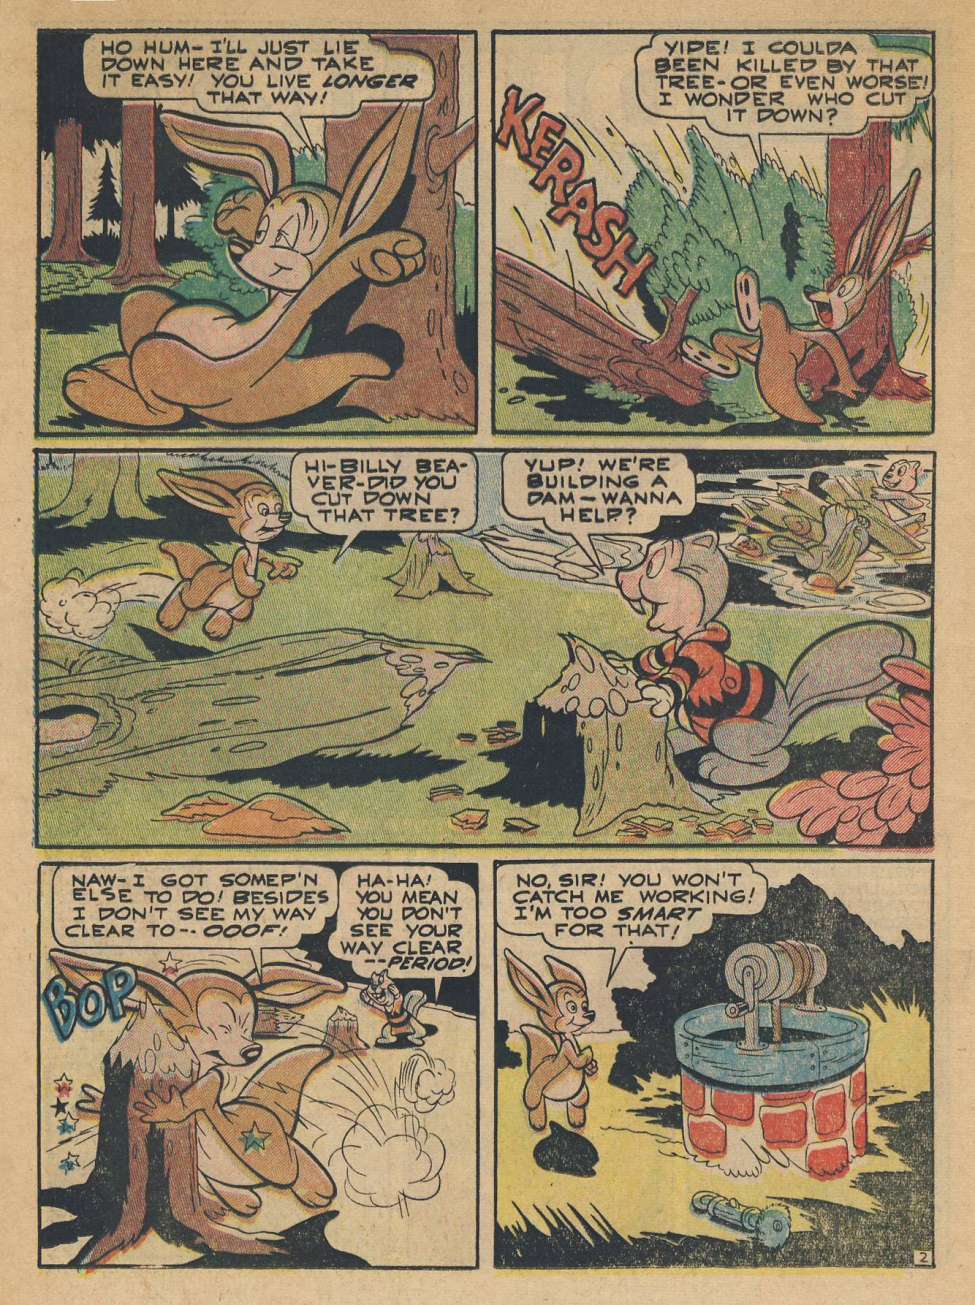 HO HUM- I'LL JUST LIE
DOWN HERE AND TAKE
IT EASY! YOU LIVE LONGER
THAT WAY!
YIPE! I COULDA
BEEN KILLED BY THAT
TREE- OR EVEN WORSE!
I WONDER WHO CUT
IT DOWN?
KERASH
HI-BILLY BEA-
VER-DID YOU
CUT DOWN
THAT TREE?
YUP! WE'RE
BUILDING A
DAM-WANNA
HELP?
NAW-I GOT SOMEP'N
ELSE TO DO! BESIDES
I DON'T SEE MY WAY
CLEAR TO-- OOOF!
HA-HA!
YOU MEAN
YOU DON'T
SEE YOUR
WAY CLEAR
--PERIOD!
BOP
NO, SIR! YOU WON'T
CATCH ME WORKING!
I'M TOO SMART
FOR THAT!
2